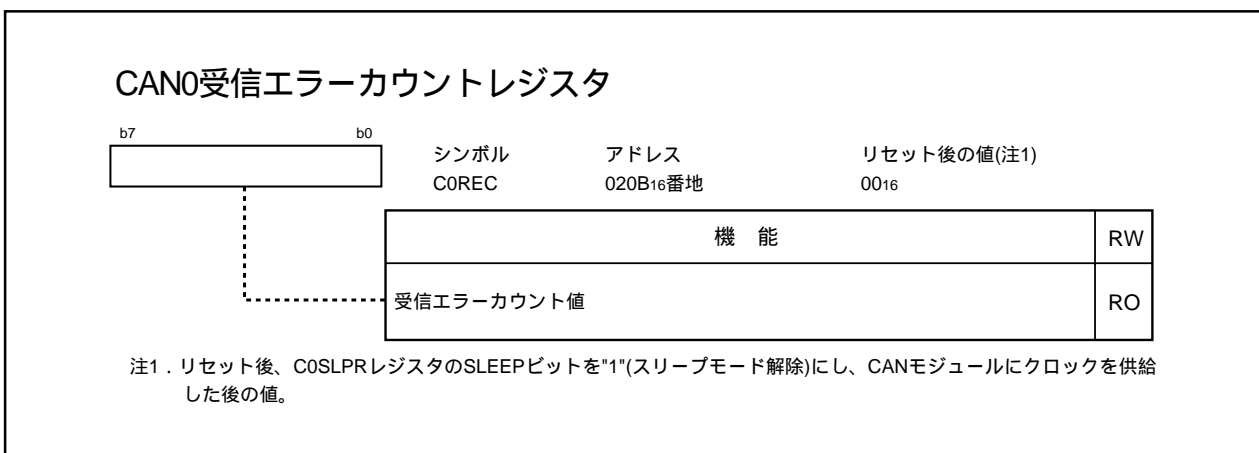 CAN0受信エラーカウントレジスタ
b7 b0
シンボル アドレス リセット後の値(注1)
C0REC 020B16番地 0016
機 能 RW
受信エラーカウント値 RO
注1．リセット後、C0SLPRレジスタのSLEEPビットを"1"(スリープモード解除)にし、CANモジュールにクロックを供給
した後の値。